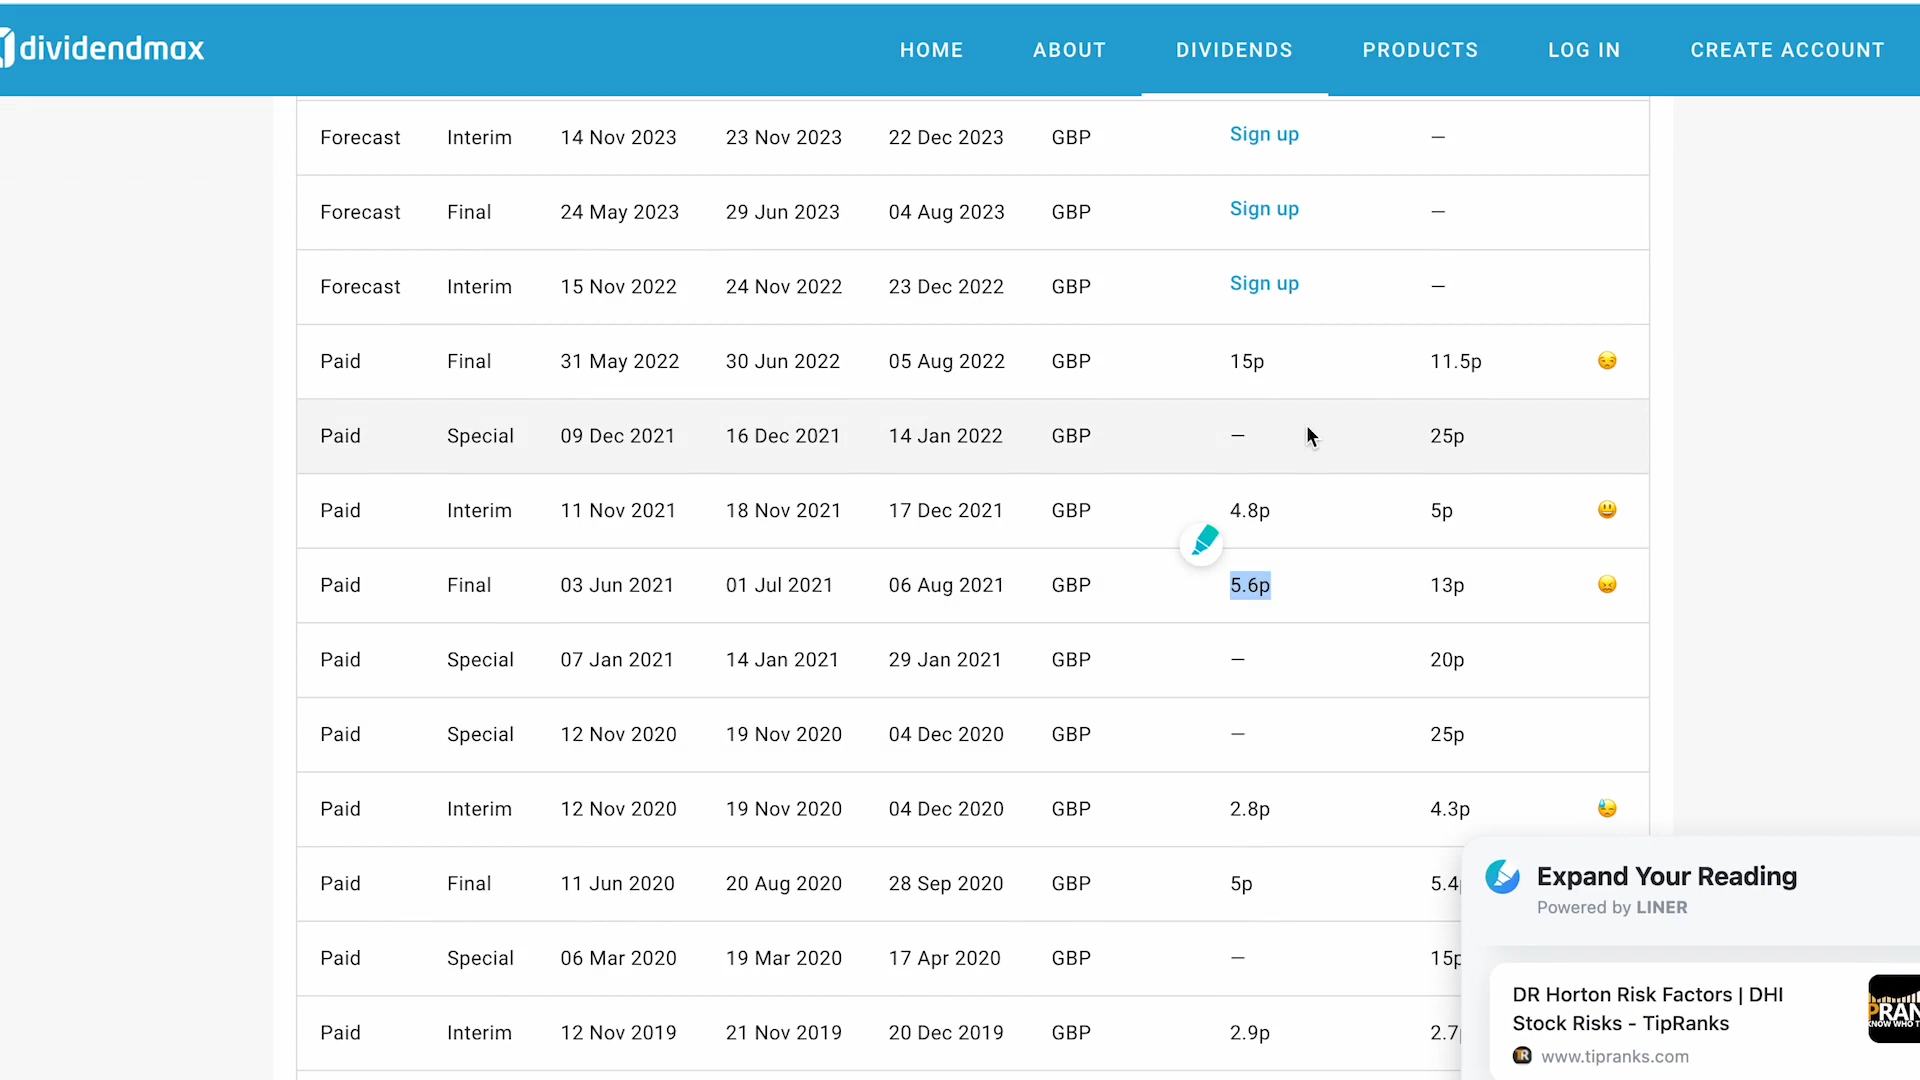 dividendmax
HOME ABOUT DIVIDENDS PRODUCTS LOG IN CREATE ACCOUNT
Forecast Interim 14 Nov 2023 23 Nov 2023 22 Dec 2023 GBP Sign up —
Forecast Final 24 May 2023 29 Jun 2023 04 Aug 2023 GBP Sign up —
Forecast Interim 15 Nov 2022 24 Nov 2022 23 Dec 2022 GBP Sign up —
Paid Final 31 May 2022 30 Jun 2022 05 Aug 2022 GBP 15p 11.5p
Paid Special 09 Dec 2021 16 Dec 2021 14 Jan 2022 GBP — 25p
Paid Interim 11 Nov 2021 18 Nov 2021 17 Dec 2021 GBP 4.8p 5p
Paid Final 03 Jun 2021 01 Jul 2021 06 Aug 2021 GBP 5.6p 13p
Paid Special 07 Jan 2021 14 Jan 2021 29 Jan 2021 GBP — 20p
Paid Special 12 Nov 2020 19 Nov 2020 04 Dec 2020 GBP — 25p
Paid Interim 12 Nov 2020 19 Nov 2020 04 Dec 2020 GBP 2.8p 4.3p
Paid Final 11 Jun 2020 20 Aug 2020 28 Sep 2020 GBP 5p 5.4
Paid Special 06 Mar 2020 19 Mar 2020 17 Apr 2020 GBP — 15p
Paid Interim 12 Nov 2019 21 Nov 2019 20 Dec 2019 GBP 2.9p 2.7
Expand Your Reading
Powered by LINER
DR Horton Risk Factors | DHI
Stock Risks - TipRanks
www.tipranks.com